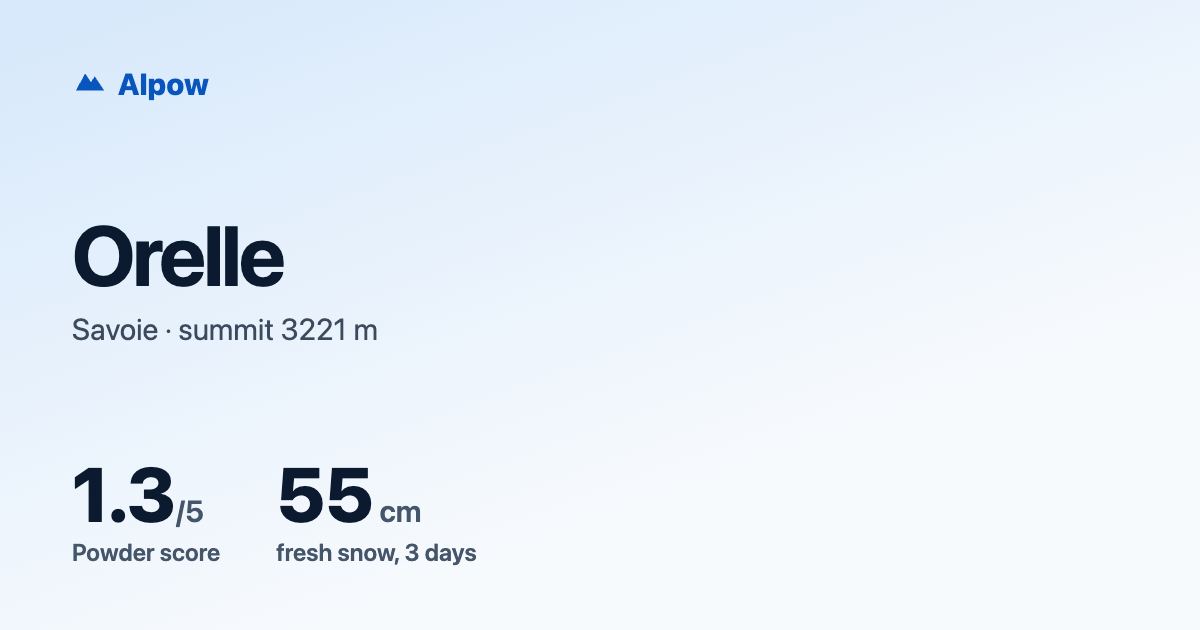 Alpow
Orelle
Savoie · summit 3221 m
1.3/5
Powder score
55 cm
fresh snow, 3 days